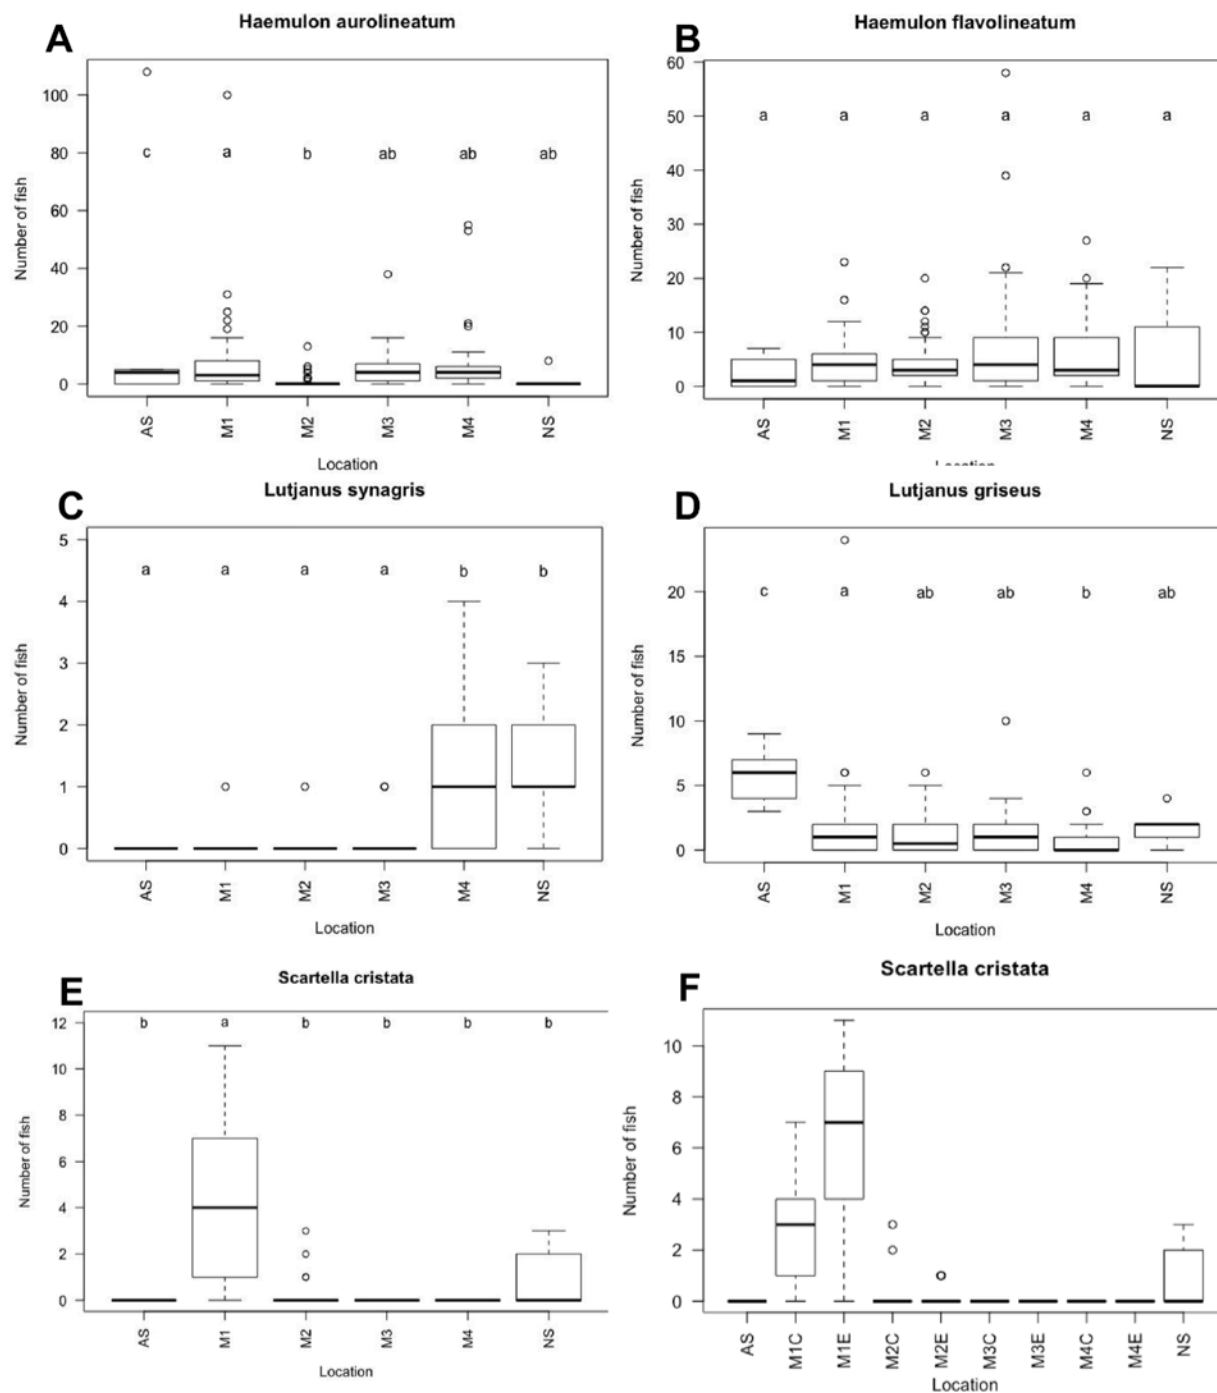 A
Haemulon aurolineatum
Number of fish
100
80
60
40
20
0
c a b ab ab ab
AS M1 M2 M3 M4 NS
Location
B
Haemulon flavolineatum
Number of fish
60
50
40
30
20
10
0
a a a a a a
AS M1 M2 M3 M4 NS
Location
C
Lutjanus synagris
Number of fish
5
4
3
2
1
0
a a a a b b
AS M1 M2 M3 M4 NS
Location
D
Lutjanus griseus
Number of fish
20
15
10
5
0
c a ab ab b ab
AS M1 M2 M3 M4 NS
Location
E
Scartella cristata
Number of fish
12
10
8
6
4
2
0
b a b b b b
AS M1 M2 M3 M4 NS
Location
F
Scartella cristata
Number of fish
10
8
6
4
2
0
AS M1C M1E M2C M2E M3C M3E M4C M4E NS
Location